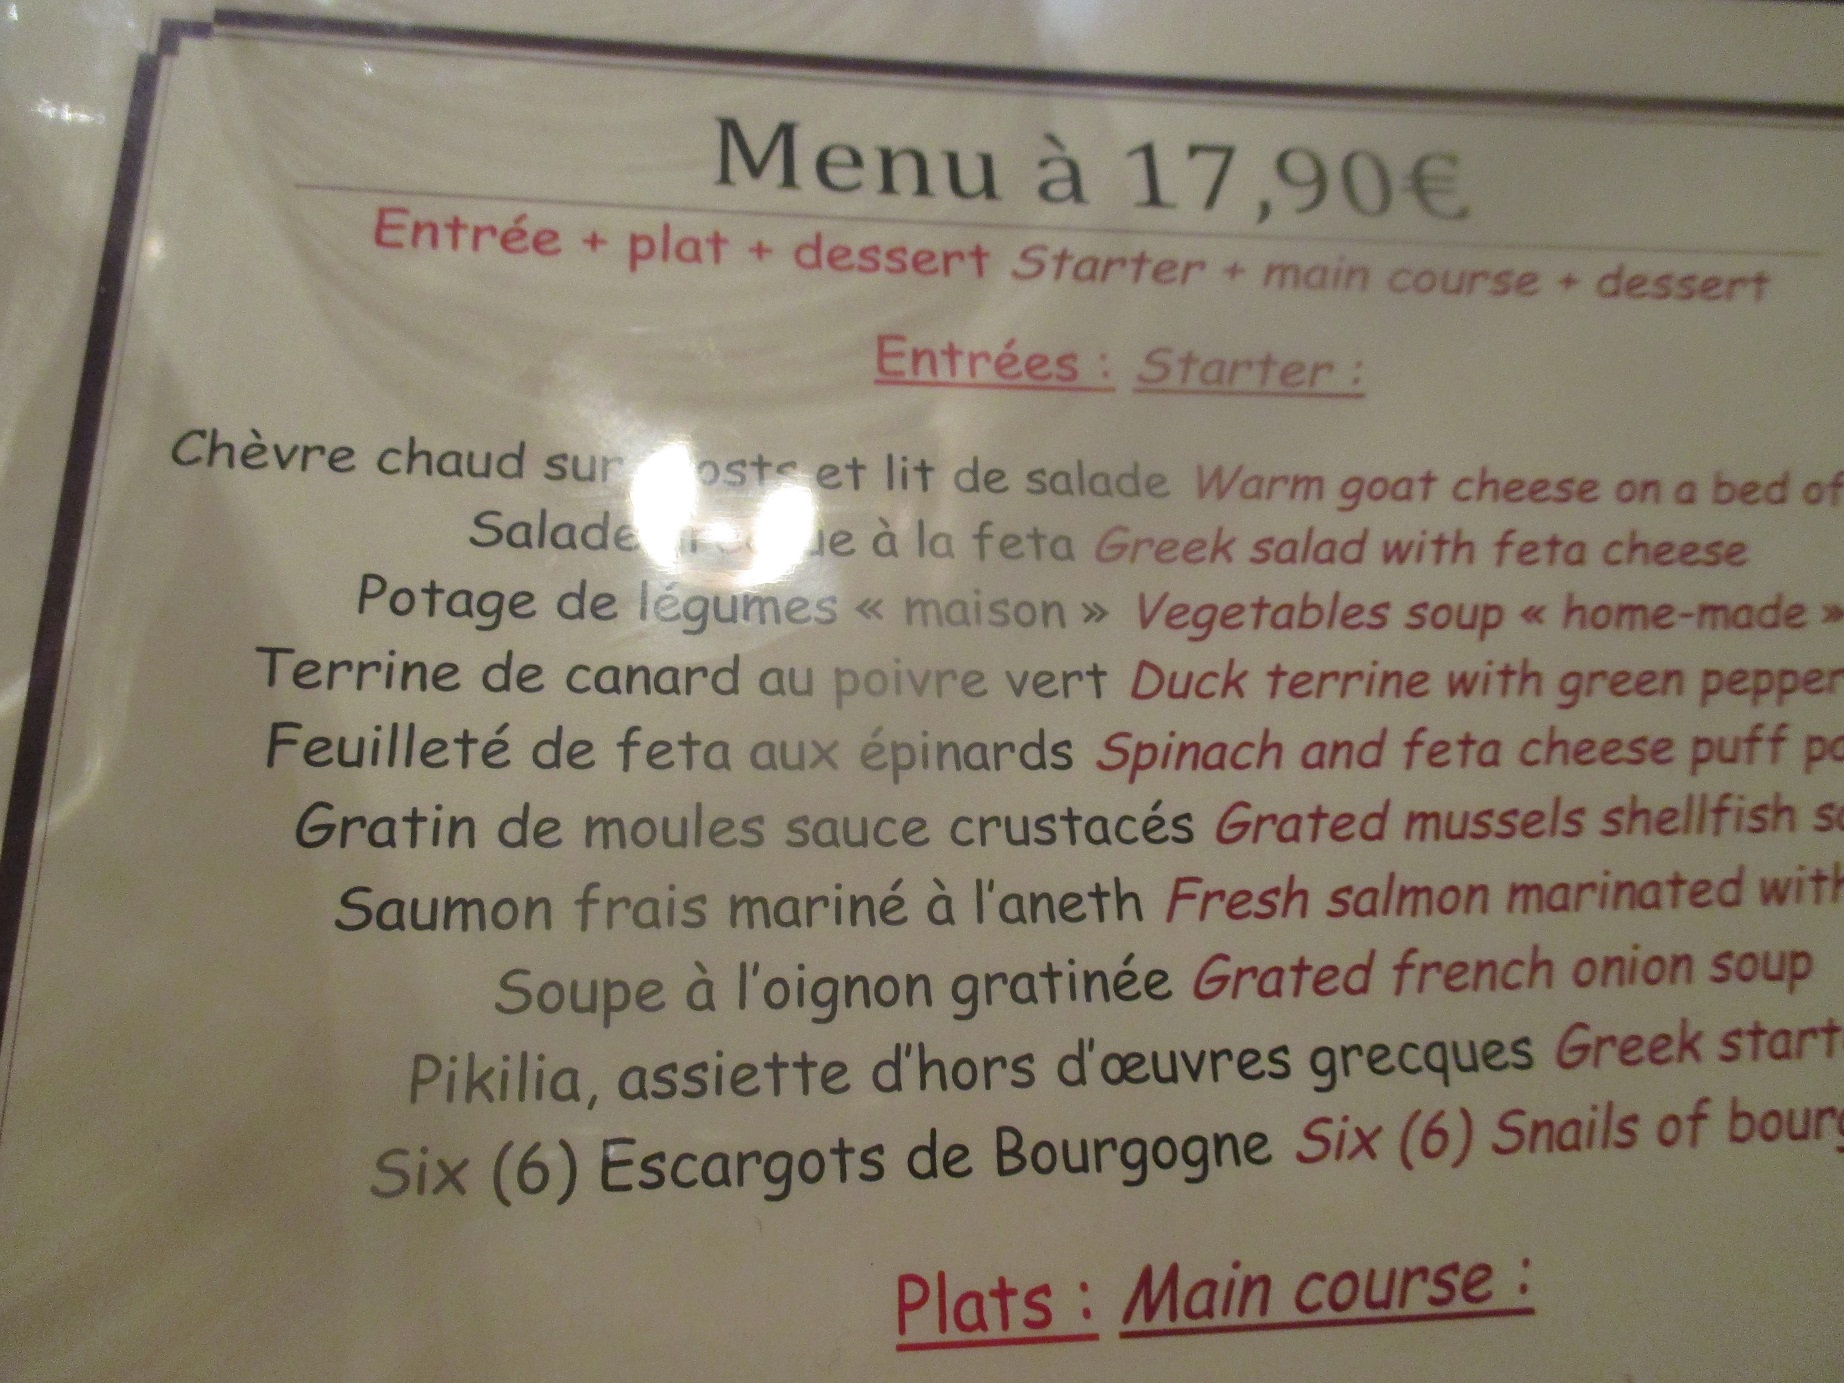 Menu à 17,90€
Entrée + plat + dessert Starter + main course + dessert
Entrées : Starter :
Chèvre chaud sur et lit de salade Warm goat cheese on a bed of
Salade à la feta Greek salad with feta cheese
Potage de légumes « maison » Vegetables soup « home-made »
Terrine de canard au poivre vert Duck terrine with green pepper
Feuilleté de feta aux épinards Spinach and feta cheese puff
Gratin de moules sauce crustacés Grated mussels shellfish
Saumon frais mariné à l'aneth Fresh salmon marinated with
Soupe à l'oignon gratinée Grated french onion soup
Pikilia, assiette d'hors d'œuvres grecques Greek
Six (6) Escargots de Bourgogne Six (6) Snails of
Plats : Main course :